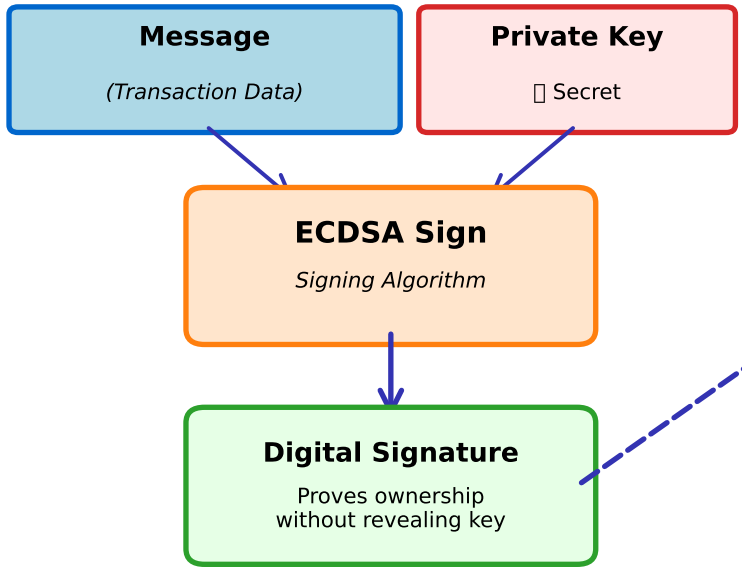 Message
(Transaction Data)
Private Key
Secret
ECDSA Sign
Signing Algorithm
Digital Signature
Proves ownership
without revealing key